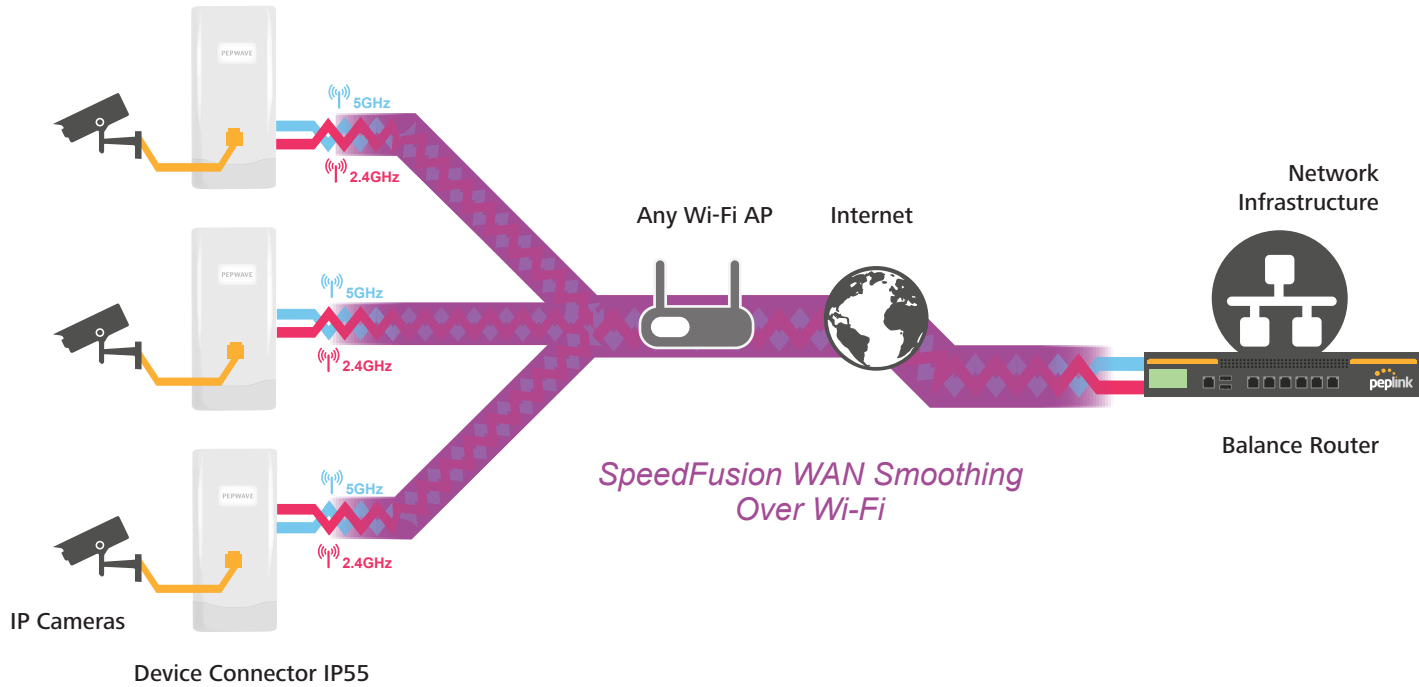 PEPWAVE
5GHz
2.4GHz
PEPWAVE
5GHz
2.4GHz
PEPWAVE
5GHz
2.4GHz
IP Cameras
Device Connector IP55
Any Wi-Fi AP
Internet
SpeedFusion WAN Smoothing
Over Wi-Fi
Network
Infrastructure
peplink
Balance Router